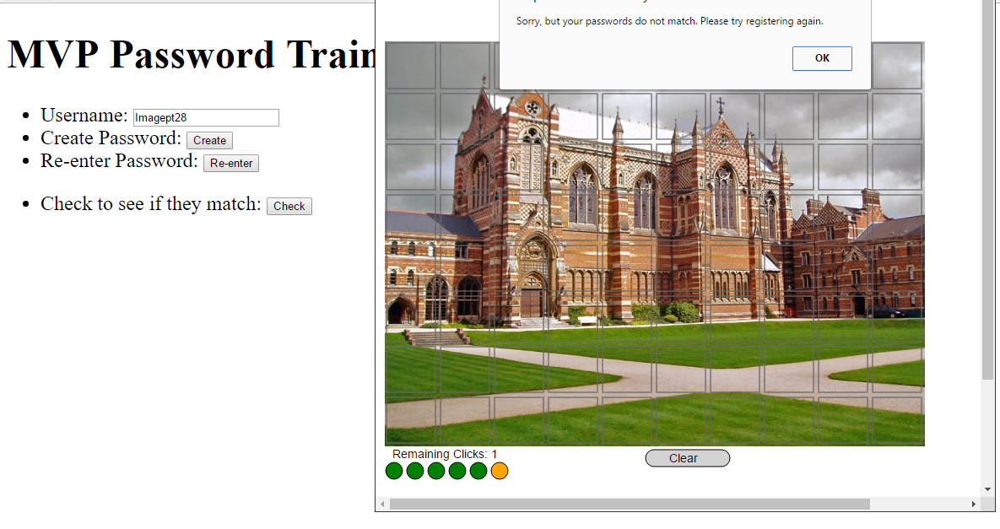 Sorry, but your passwords do not match. Please try registering again.
OK
MVP Password Train
Username: Imagept28
Create Password: Create
Re-enter Password: Re-enter
Check to see if they match: Check
Remaining Clicks: 1
Clear